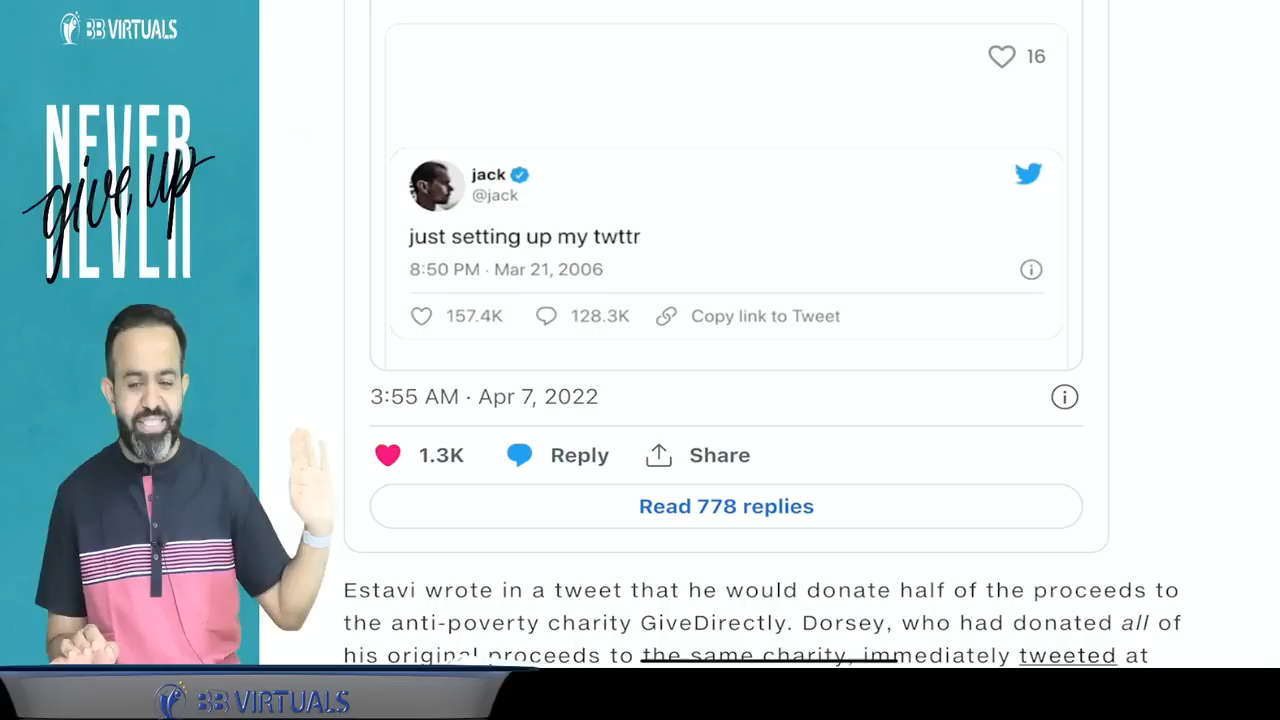 BB VIRTUALS
NEVER
give up
NEVER
16
jack
@jack
just setting up my twttr
8:50 PM · Mar 21, 2006
157.4K 128.3K Copy link to Tweet
3:55 AM · Apr 7, 2022
1.3K Reply Share
Read 778 replies
Estavi wrote in a tweet that he would donate half of the proceeds to
the anti-poverty charity GiveDirectly. Dorsey, who had donated all of
his original proceeds to the same charity, immediately tweeted at
BB VIRTUALS